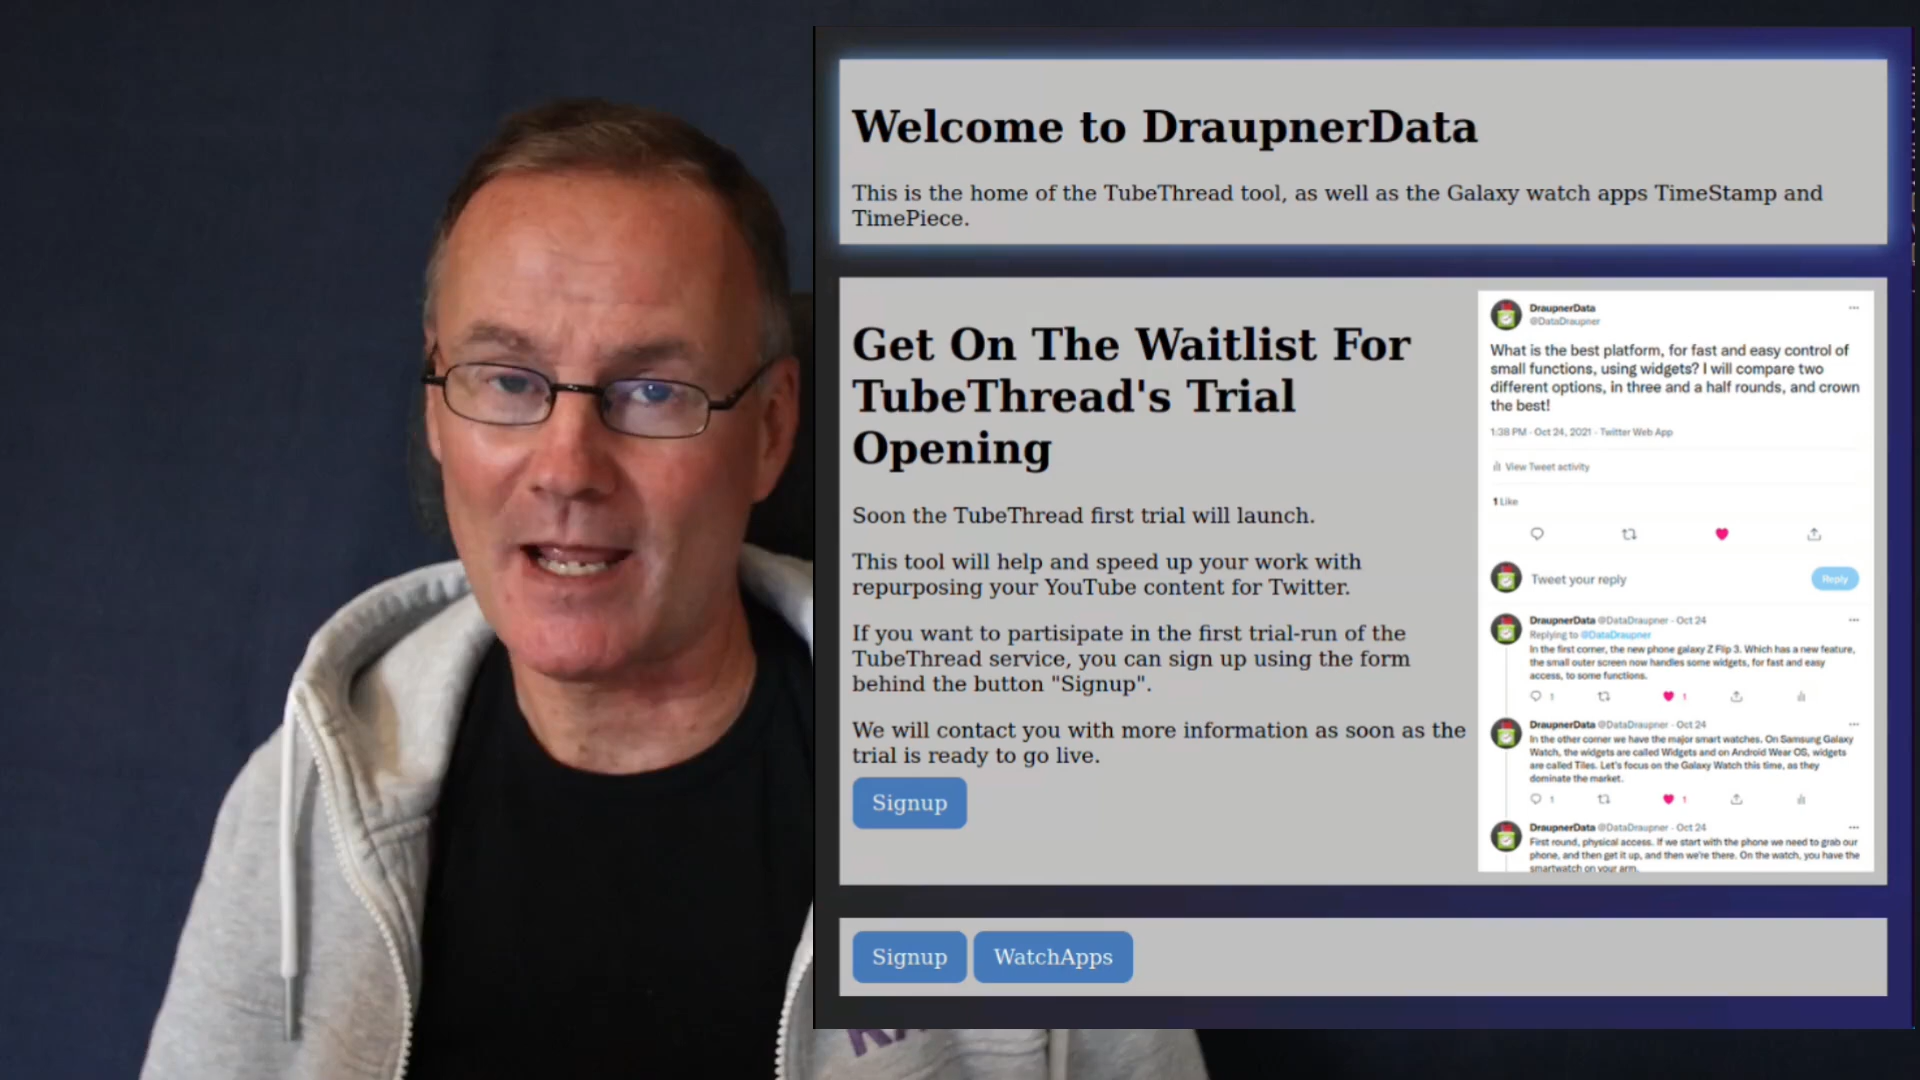 Welcome to DraupnerData
This is the home of the TubeThread tool, as well as the Galaxy watch apps TimeStamp and
TimePiece.
Get On The Waitlist For
TubeThread's Trial
Opening
Soon the TubeThread first trial will launch.
This tool will help and speed up your work with
repurposing your YouTube content for Twitter.
If you want to partisipate in the first trial-run of the
TubeThread service, you can sign up using the form
behind the button "Signup".
We will contact you with more information as soon as the
trial is ready to go live.
Signup
DraupnerData
@DataDraupner
What is the best platform, for fast and easy control of
small functions, using widgets? I will compare two
different options, in three and a half rounds, and crown
the best!
1:38 PM · Oct 24, 2021 · Twitter Web App
View Tweet activity
1 Like
Tweet your reply
Reply
DraupnerData @DataDraupner · Oct 24
Replying to @DataDraupner
In the first corner, the new phone galaxy Z Flip 3. Which has a new feature,
the small outer screen now handles some widgets, for fast and easy
access, to some functions.
1 1
DraupnerData @DataDraupner · Oct 24
In the other corner we have the major smart watches. On Samsung Galaxy
Watch, the widgets are called Widgets and on Android Wear OS, widgets
are called Tiles. Let's focus on the Galaxy Watch this time, as they
dominate the market.
1 1
DraupnerData @DataDraupner · Oct 24
First round, physical access. If we start with the phone we need to grab our
phone, and then get it up, and then we're there. On the watch, you have the
smartwatch on your arm.
Signup WatchApps